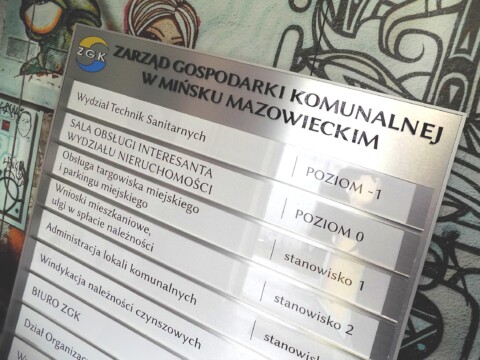 ZGK
ZARZĄD GOSPODARKI KOMUNALNEJ
W MIŃSKU MAZOWIECKIM
Wydział Technik Sanitarnych
POZIOM -1
SALA OBSŁUGI INTERESANTA
WYDZIAŁU NIERUCHOMOŚCI
POZIOM 0
Obsługa targowiska miejskiego
i parkingu miejskiego
stanowisko 1
Wnioski mieszkaniowe,
ulgi w spłacie należności
stanowisko 2
Administracja lokali komunalnych
stanowisko
Windykacja należności czynszowych
BIURO ZGK
Dział Organizac